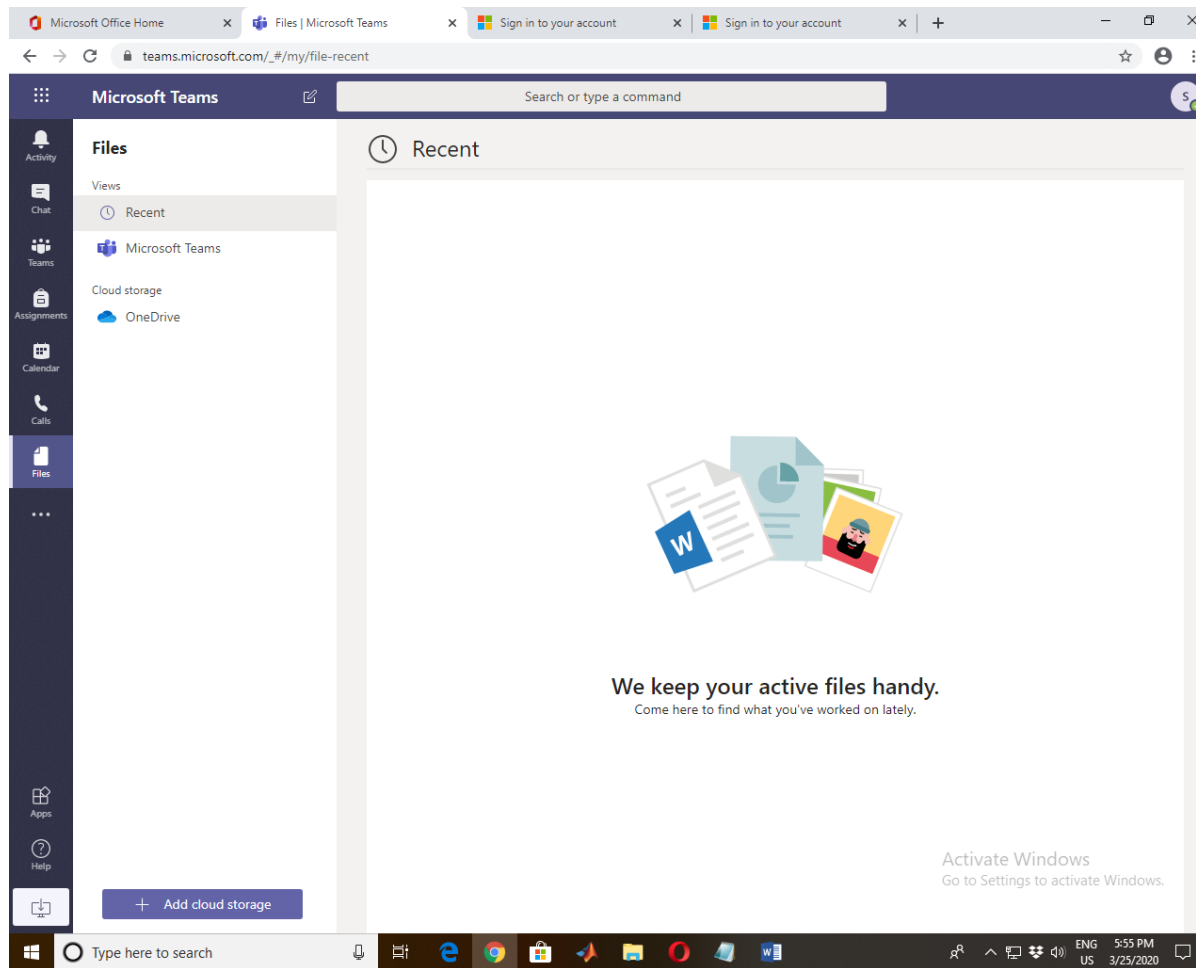 Microsoft Office Home
Files | Microsoft Teams
Sign in to your account
Sign in to your account
teams.microsoft.com/_#/my/file-recent
Microsoft Teams
Search or type a command
S
Activity
Chat
Teams
Assignments
Calendar
Calls
Files
Apps
Help
Files
Views
Recent
Microsoft Teams
Cloud storage
OneDrive
Add cloud storage
Recent
W
We keep your active files handy.
Come here to find what you've worked on lately.
Activate Windows
Go to Settings to activate Windows.
Type here to search
ENG
US
5:55 PM
3/25/2020